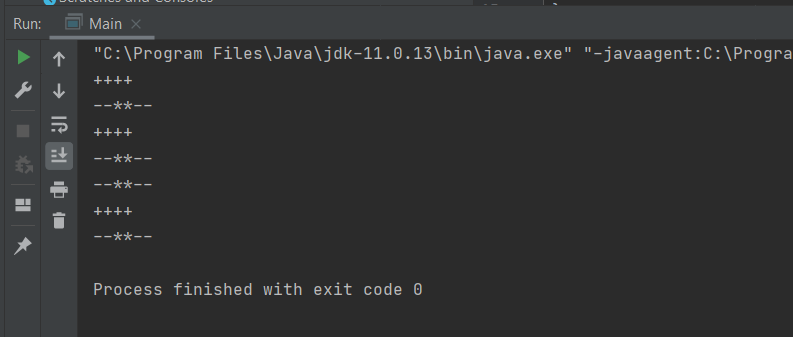 Scratches and Consoles
Run: Main
"C:\Program Files\Java\jdk-11.0.13\bin\java.exe" "-javaagent:C:\Progra
++++
--**--
++++
--**--
--**--
++++
--**--
Process finished with exit code 0